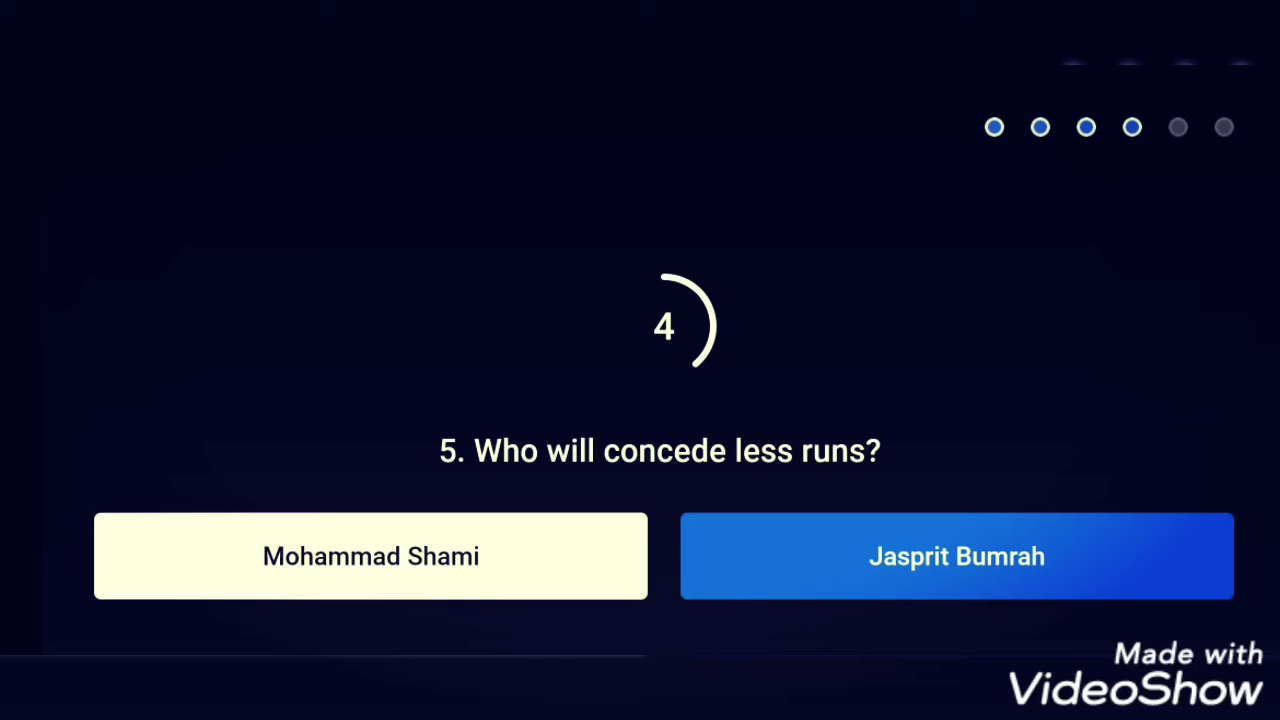 4
5. Who will concede less runs?
Mohammad Shami
Jasprit Bumrah
Made with
VideoShow